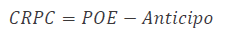 CRPC = POE − Anticipo